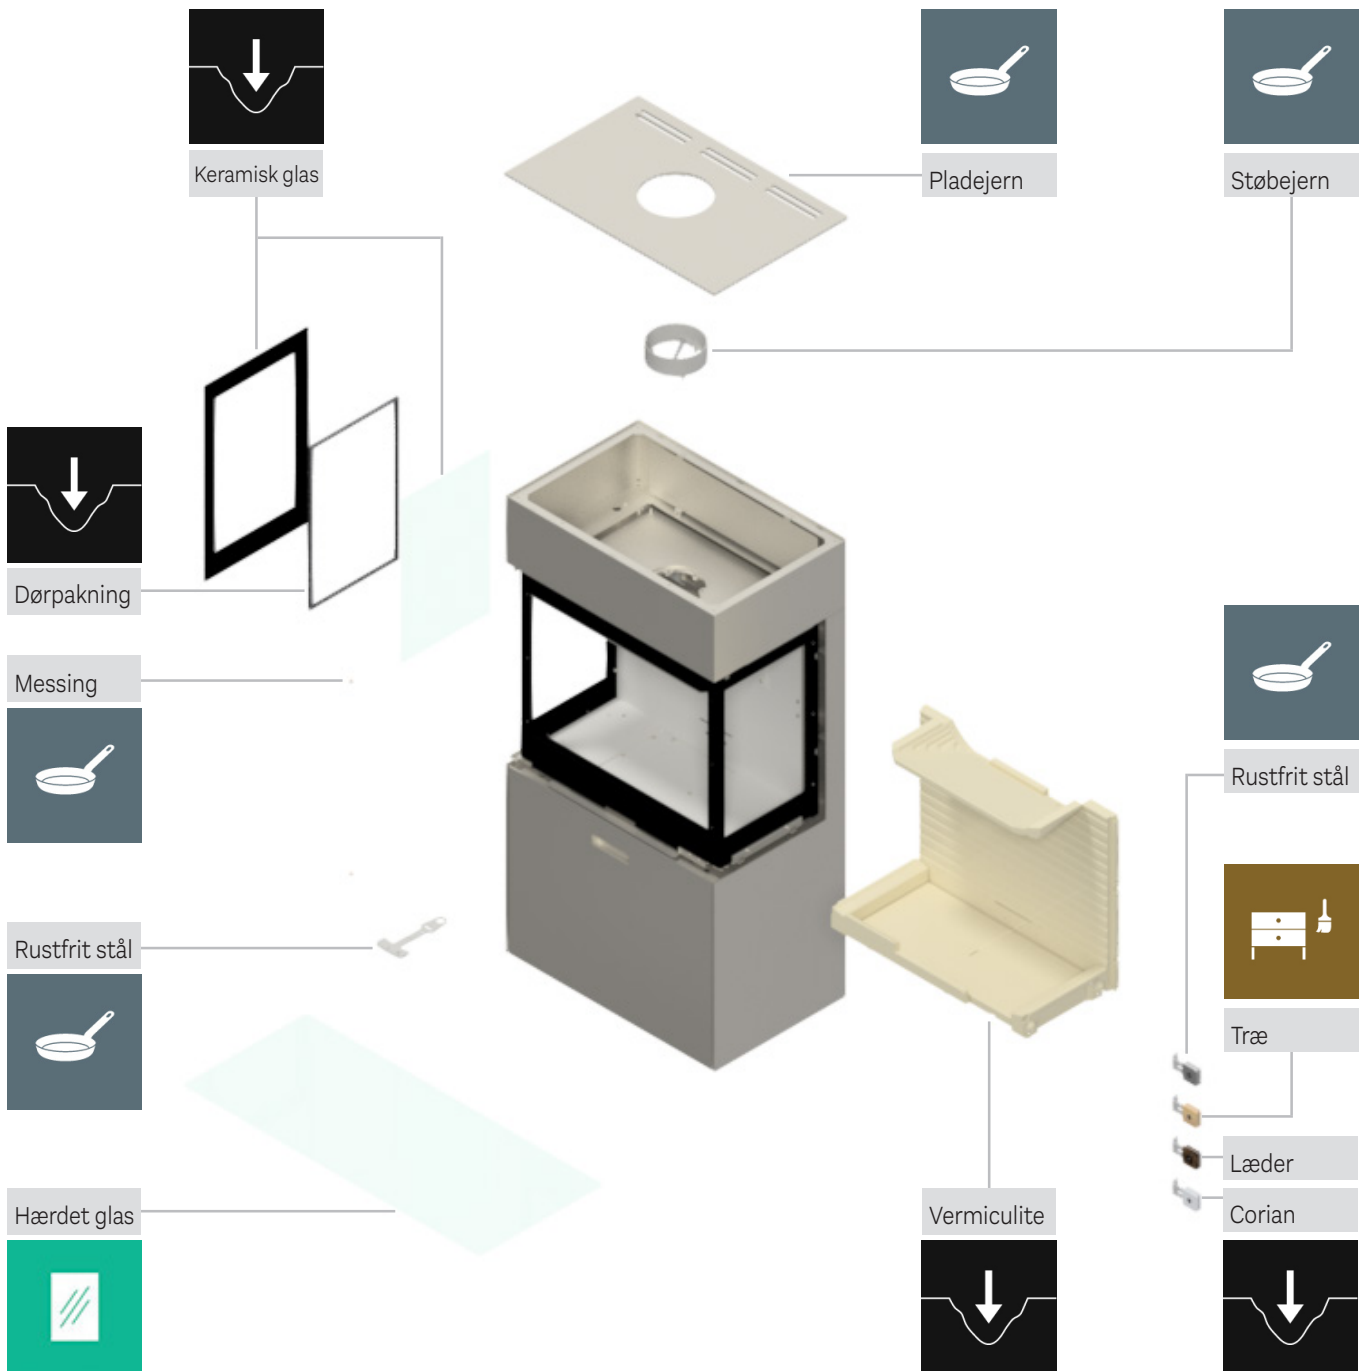 Keramisk glas
Pladejern
Støbejern
Dørpakning
Messing
Rustfrit stål
Rustfrit stål
Træ
Læder
Hærdet glas
Vermiculite
Corian